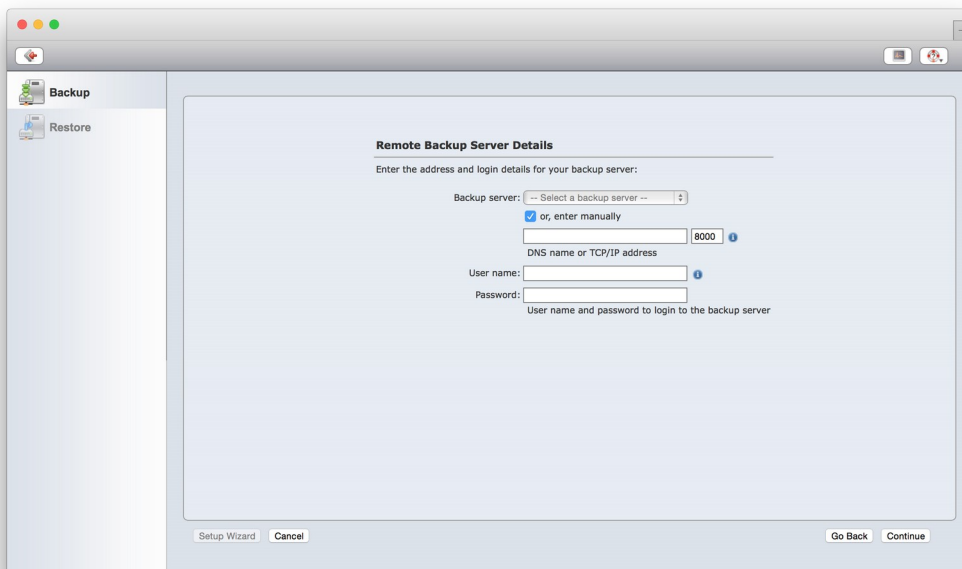 Backup
Restore
Remote Backup Server Details
Enter the address and login details for your backup server:
Backup server: -- Select a backup server --
or, enter manually
8000
DNS name or TCP/IP address
User name:
Password:
User name and password to login to the backup server
Setup Wizard Cancel Go Back Continue